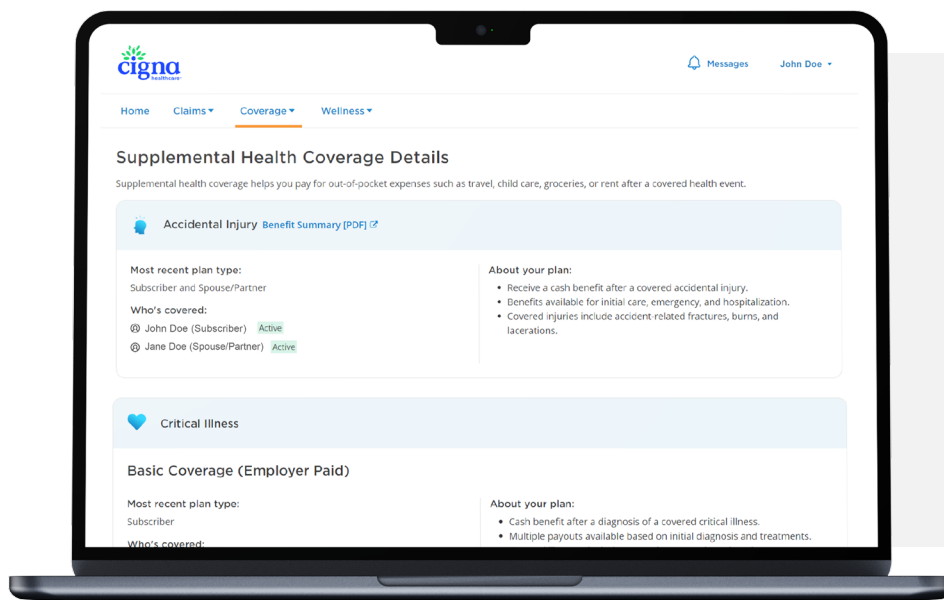 cigna
healthcare
Messages
John Doe
Home Claims Coverage Wellness
Supplemental Health Coverage Details
Supplemental health coverage helps you pay for out-of-pocket expenses such as travel, child care, groceries, or rent after a covered health event.
Accidental Injury Benefit Summary [PDF]
Most recent plan type:
Subscriber and Spouse/Partner
Who's covered:
John Doe (Subscriber) Active
Jane Doe (Spouse/Partner) Active
About your plan:
• Receive a cash benefit after a covered accidental injury.
• Benefits available for initial care, emergency, and hospitalization.
• Covered injuries include accident-related fractures, burns, and
lacerations.
Critical Illness
Basic Coverage (Employer Paid)
Most recent plan type:
Subscriber
Who's covered:
About your plan:
• Cash benefit after a diagnosis of a covered critical illness.
• Multiple payouts available based on initial diagnosis and treatments.